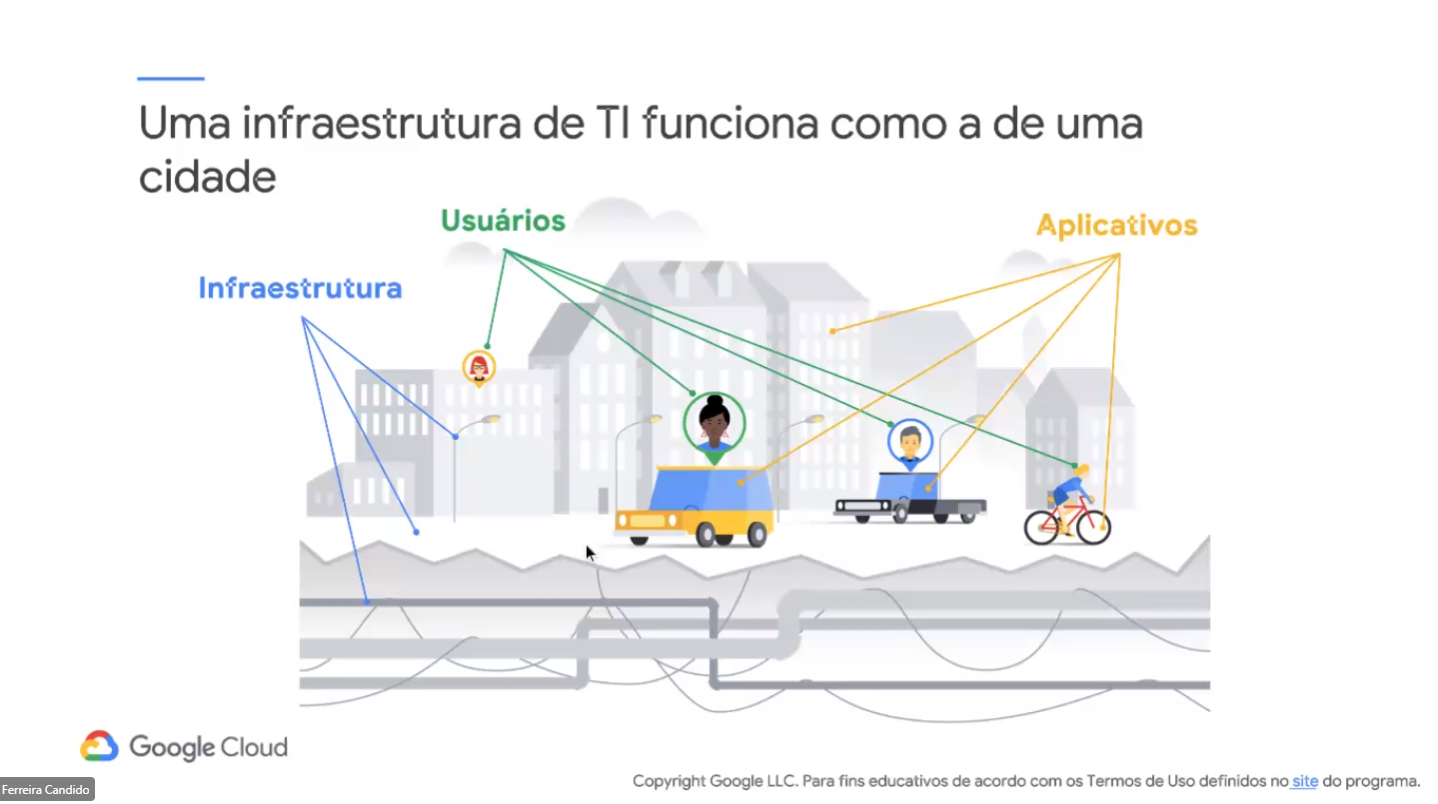 Uma infraestrutura de TI funciona como a de uma
cidade
Usuários
Aplicativos
Infraestrutura
Google Cloud
Copyright Google LLC. Para fins educativos de acordo com os Termos de Uso definidos no site do programa.
Ferreira Candido